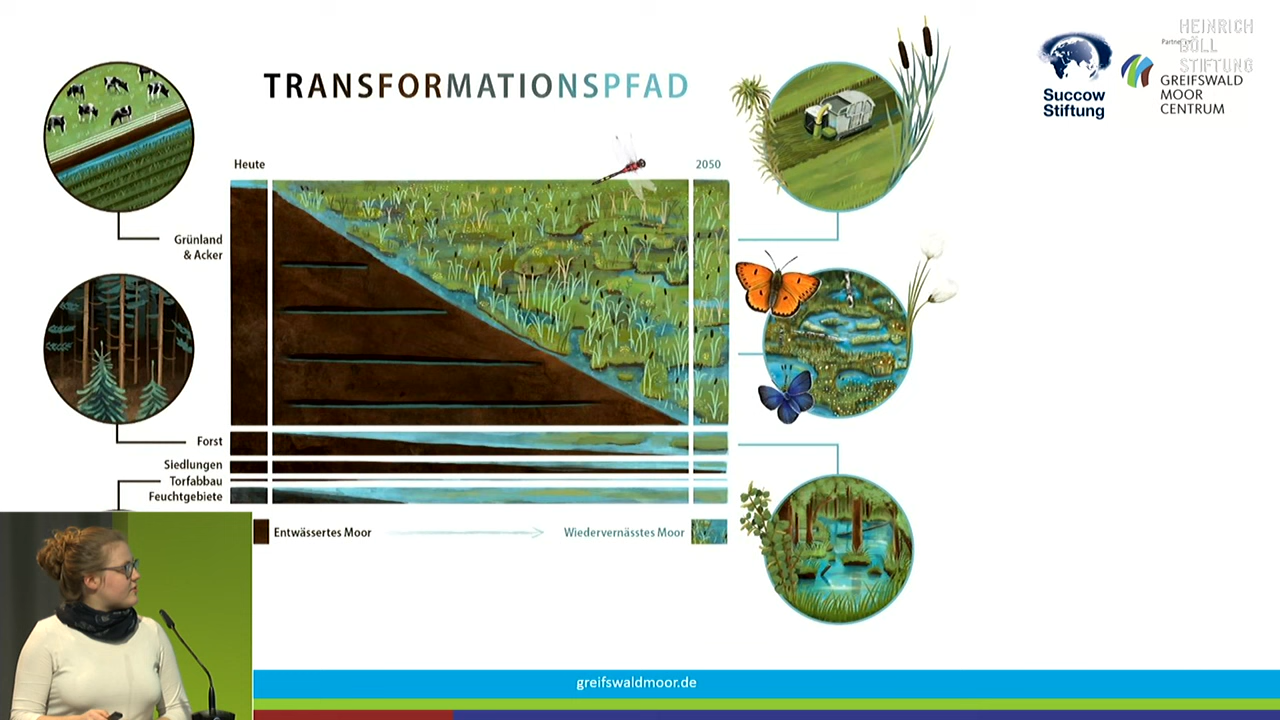 TRANSFORMATIONSPFAD
HEINRICH
BÖLL
STIFTUNG
Succow
Stiftung
GREIFSWALD
MOOR
CENTRUM
Heute
2050
Grünland
& Acker
Forst
Siedlungen
Torfabbau
Feuchtgebiete
Entwässertes Moor
Wiedervernässtes Moor
greifswaldmoor.de